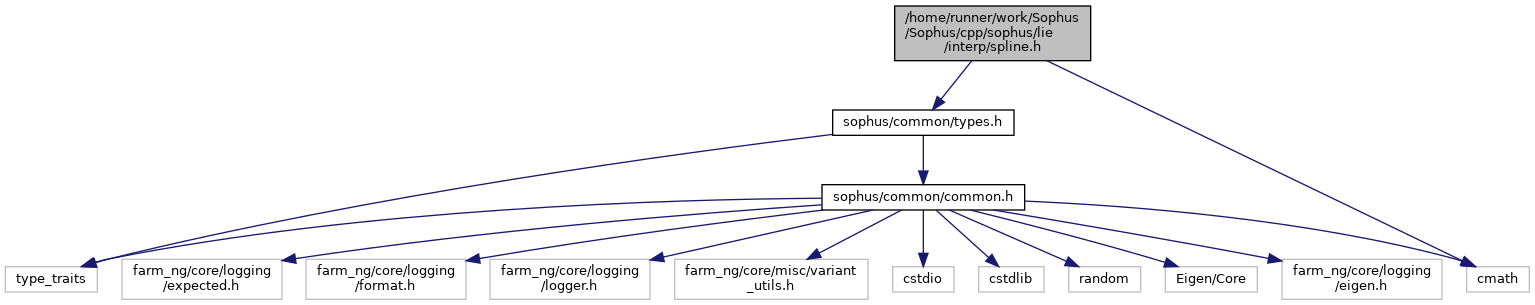 /home/runner/work/Sophus
/Sophus/cpp/sophus/lie
/interp/spline.h
sophus/common/types.h
sophus/common/common.h
type_traits
farm_ng/core/logging
/expected.h
farm_ng/core/logging
/format.h
farm_ng/core/logging
/logger.h
farm_ng/core/misc/variant
_utils.h
cstdio
cstdlib
random
Eigen/Core
farm_ng/core/logging
/eigen.h
cmath